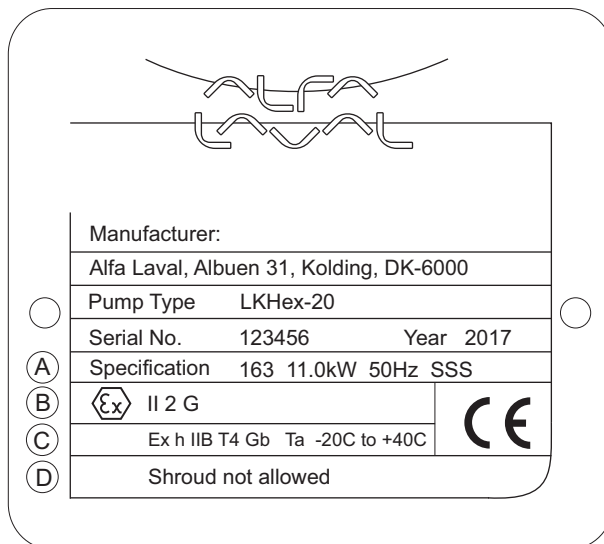 ALFA
LAVAL
Manufacturer:
Alfa Laval, Albuen 31, Kolding, DK-6000
Pump Type LKHex-20
Serial No. 123456 Year 2017
A Specification 163 11.0kW 50Hz SSS
B Ex II 2 G CE
C Ex h IIB T4 Gb Ta -20C to +40C
D Shroud not allowed